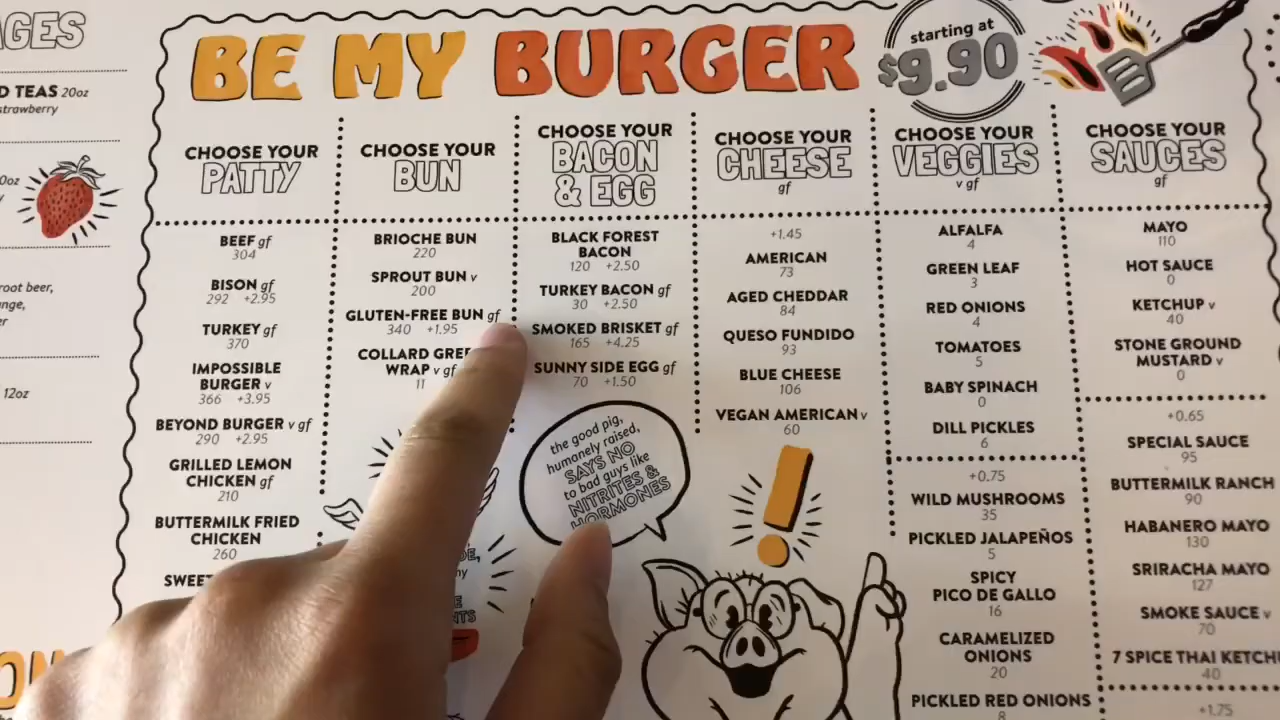 AGES
D TEAS 20oz
strawberry
0oz
root beer,
12oz
BE MY BURGER
starting at
$9.90
CHOOSE YOUR
PATTY
BEEF gf
304
BISON gf
292 +2.95
TURKEY gf
370
IMPOSSIBLE
BURGER v
366 +3.95
BEYOND BURGER v gf
290 +2.95
GRILLED LEMON
CHICKEN gf
210
BUTTERMILK FRIED
CHICKEN
260
SWEET
CHOOSE YOUR
BUN
BRIOCHE BUN
220
SPROUT BUN v
200
GLUTEN-FREE BUN gf
340 +1.95
COLLARD GREE
WRAP v gf
11
CHOOSE YOUR
BACON
& EGG
BLACK FOREST
BACON
120 +2.50
TURKEY BACON gf
30 +2.50
SMOKED BRISKET gf
165 +4.25
SUNNY SIDE EGG gf
70 +1.50
the good pig,
humanely raised,
SAYS NO
to bad guys like
NITRITES &
HORMONES
CHOOSE YOUR
CHEESE
gf
+1.45
AMERICAN
73
AGED CHEDDAR
84
QUESO FUNDIDO
93
BLUE CHEESE
106
VEGAN AMERICAN v
60
CHOOSE YOUR
VEGGIES
v gf
ALFALFA
4
GREEN LEAF
3
RED ONIONS
4
TOMATOES
5
BABY SPINACH
0
DILL PICKLES
6
+0.75
WILD MUSHROOMS
35
PICKLED JALAPEÑOS
5
SPICY
PICO DE GALLO
16
CARAMELIZED
ONIONS
20
PICKLED RED ONIONS
8
CHOOSE YOUR
SAUCES
gf
MAYO
110
HOT SAUCE
0
KETCHUP v
40
STONE GROUND
MUSTARD v
0
+0.65
SPECIAL SAUCE
95
BUTTERMILK RANCH
90
HABANERO MAYO
130
SRIRACHA MAYO
127
SMOKE SAUCE v
70
7 SPICE THAI KETCHU
40
+1.75